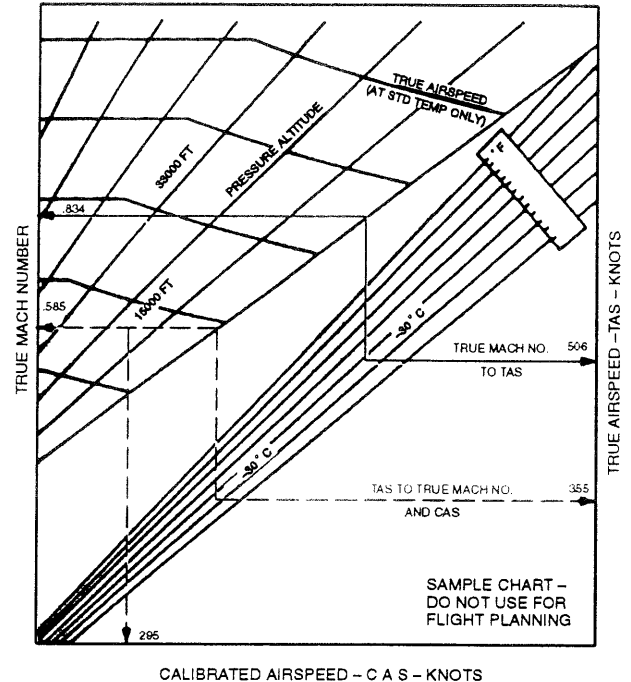 TRUE AIRSPEED
(AT STD TEMP ONLY)
PRESSURE ALTITUDE
33000 FT
° F
.834
TRUE MACH NUMBER
.585
15000 FT
-30° C
TRUE MACH NO.
506
TO TAS
TRUE AIRSPEED-TAS-KNOTS
-30° C
TAS TO TRUE MACH NO.
355
AND CAS
SAMPLE CHART -
DO NOT USE FOR
FLIGHT PLANNING
295
CALIBRATED AIRSPEED - C A S - KNOTS